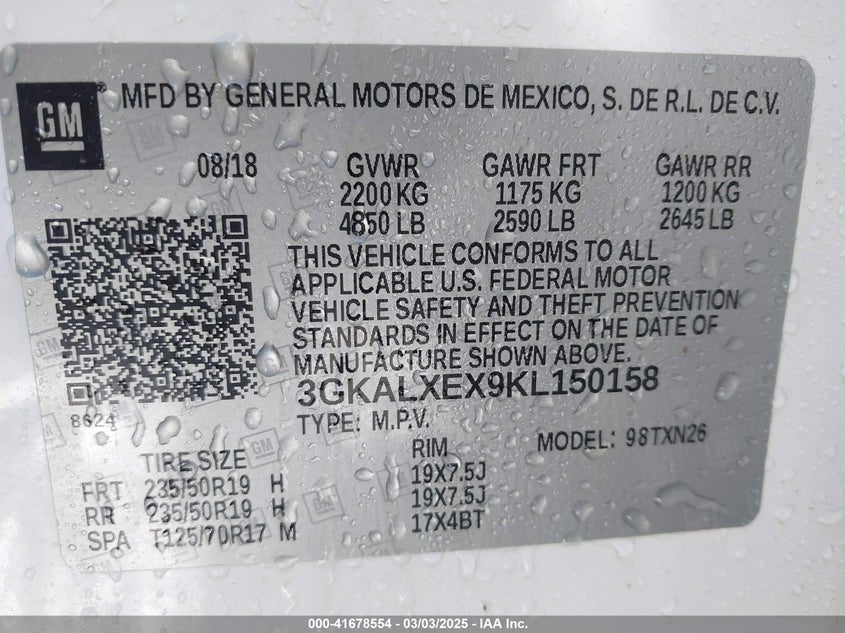 GM
® MFD BY GENERAL MOTORS DE MEXICO, S. DE R.L. DE C.V.
08/18 GVWR GAWR FRT GAWR RR
2200 KG 1175 KG 1200 KG
4850 LB 2590 LB 2645 LB
THIS VEHICLE CONFORMS TO ALL
APPLICABLE U.S. FEDERAL MOTOR
VEHICLE SAFETY AND THEFT PREVENTION
STANDARDS IN EFFECT ON THE DATE OF
MANUFACTURE SHOWN ABOVE.
3GKALXEX9KL150158
8624
TYPE: M.P.V. MODEL: 98TXN26
TIRE SIZE RIM
FRT 235/50R19 H 19X7.5J
RR 235/50R19 H 19X7.5J
SPA T125/70R17 M 17X4BT
000-41678554 - 03/03/2025 - IAA Inc.